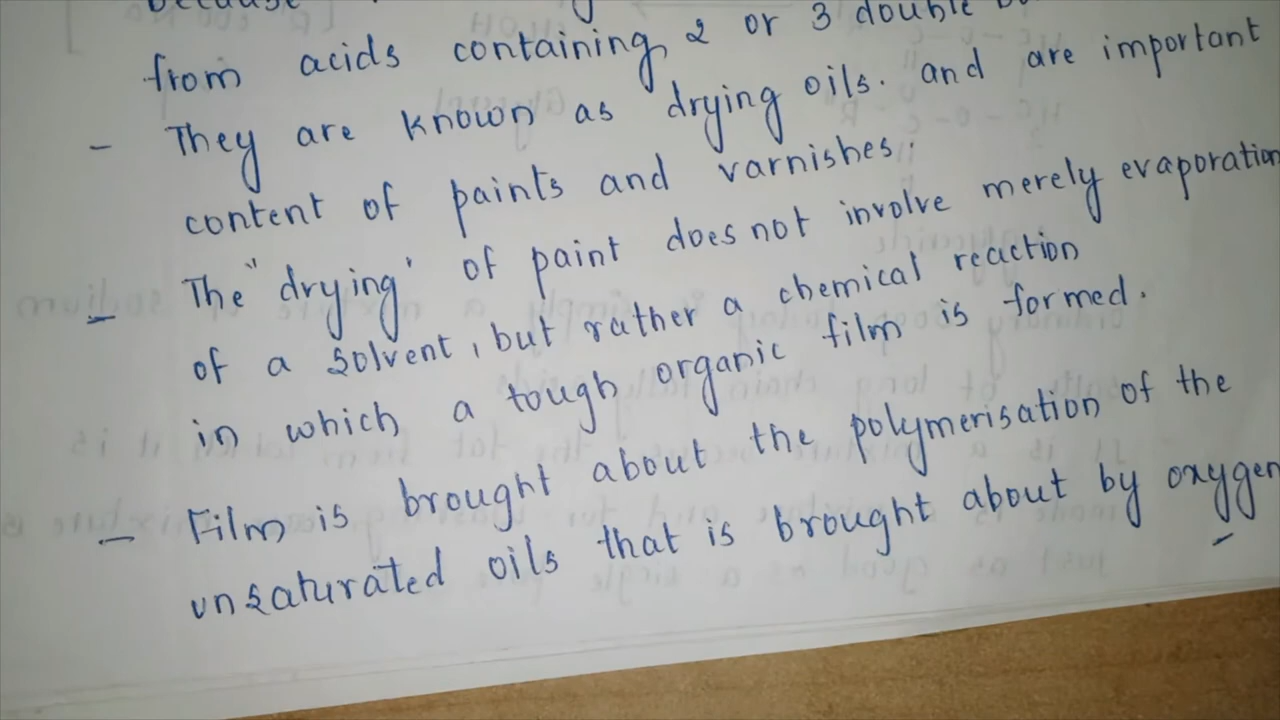 from acids containing 2 or 3 double
- They are known as drying oils. and are important
content of paints and varnishes.
- The "drying' of paint does not involve merely evaporation
of a solvent, but rather a chemical reaction
in which a tough organic film is formed.
- Film is brought about the polymerisation of the
unsaturated oils that is brought about by oxygen